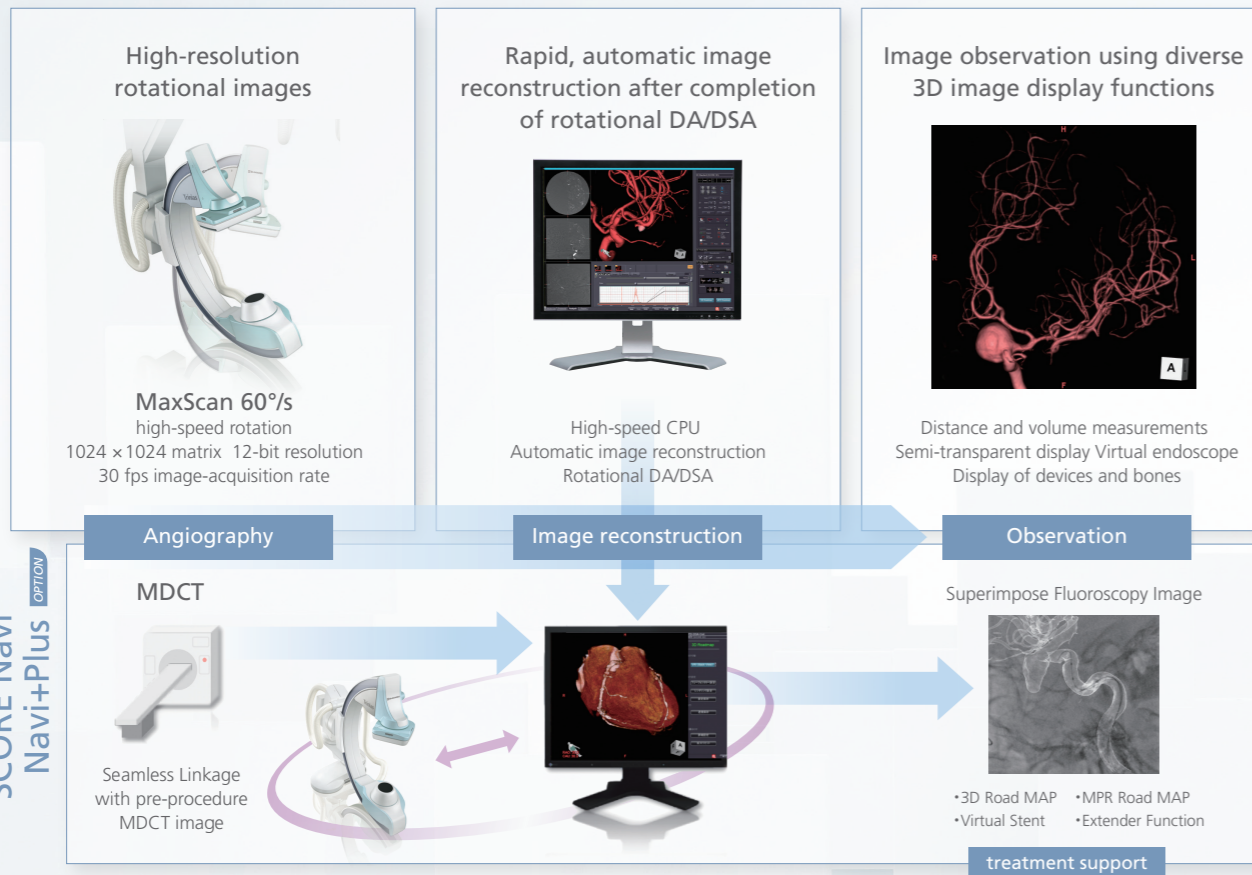 High-resolution
rotational images
MaxScan 60°/s
high-speed rotation
1024 × 1024 matrix 12-bit resolution
30 fps image-acquisition rate
Angiography
Rapid, automatic image
reconstruction after completion
of rotational DA/DSA
High-speed CPU
Automatic image reconstruction
Rotational DA/DSA
Image reconstruction
Image observation using diverse
3D image display functions
H
R
L
A
F
Distance and volume measurements
Semi-transparent display Virtual endoscope
Display of devices and bones
Observation
SCORE Navi
Navi+Plus OPTION
MDCT
Seamless Linkage
with pre-procedure
MDCT image
Superimpose Fluoroscopy Image
•3D Road MAP •MPR Road MAP
•Virtual Stent •Extender Function
treatment support